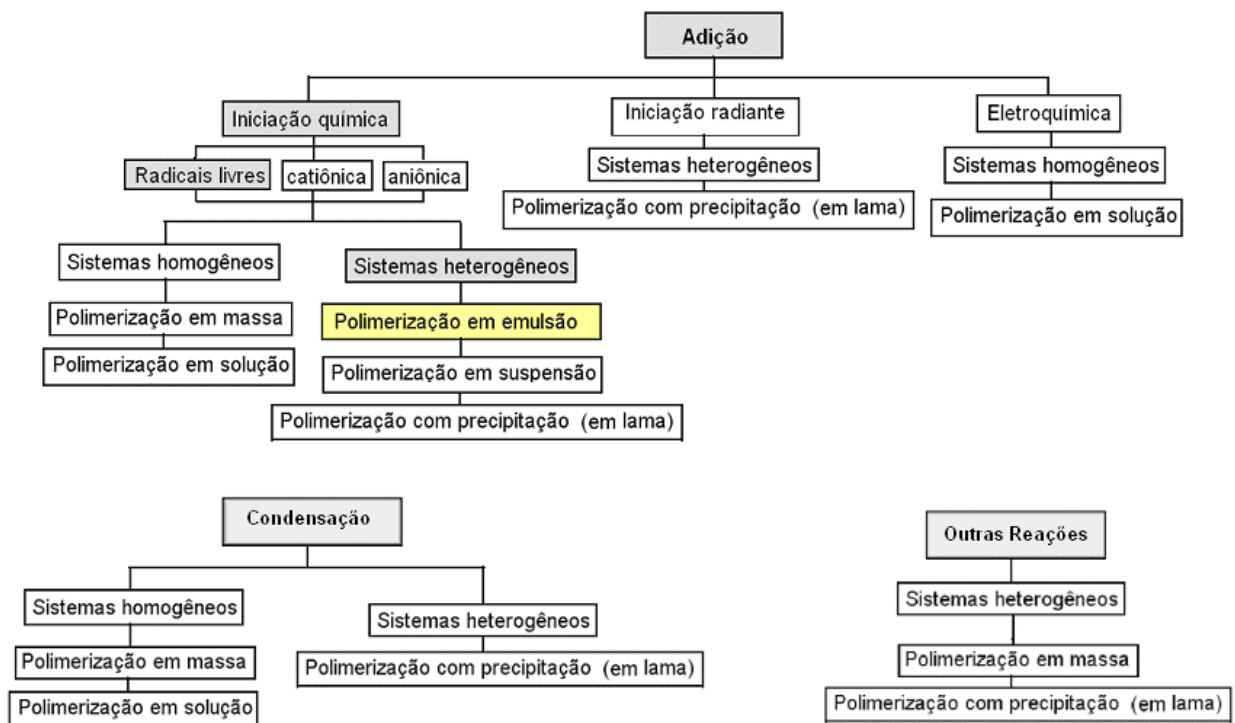 Adição
Iniciação química
Iniciação radiante
Eletroquímica
Radicais livres
catiônica
aniônica
Sistemas heterogêneos
Sistemas homogêneos
Polimerização com precipitação (em lama)
Polimerização em solução
Sistemas homogêneos
Sistemas heterogêneos
Polimerização em massa
Polimerização em emulsão
Polimerização em solução
Polimerização em suspensão
Polimerização com precipitação (em lama)
Condensação
Sistemas homogêneos
Sistemas heterogêneos
Polimerização em massa
Polimerização com precipitação (em lama)
Polimerização em solução
Outras Reações
Sistemas heterogêneos
Polimerização em massa
Polimerização com precipitação (em lama)